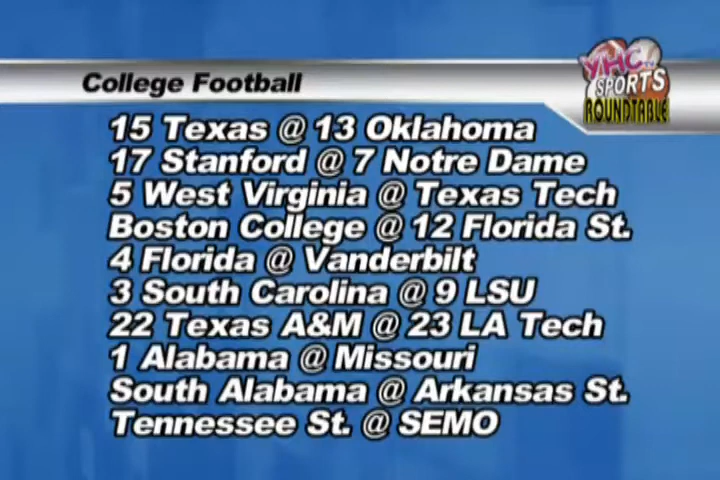 College Football
YHC TV
SPORTS
ROUNDTABLE
15 Texas @ 13 Oklahoma
17 Stanford @ 7 Notre Dame
5 West Virginia @ Texas Tech
Boston College @ 12 Florida St.
4 Florida @ Vanderbilt
3 South Carolina @ 9 LSU
22 Texas A&M @ 23 LA Tech
1 Alabama @ Missouri
South Alabama @ Arkansas St.
Tennessee St. @ SEMO